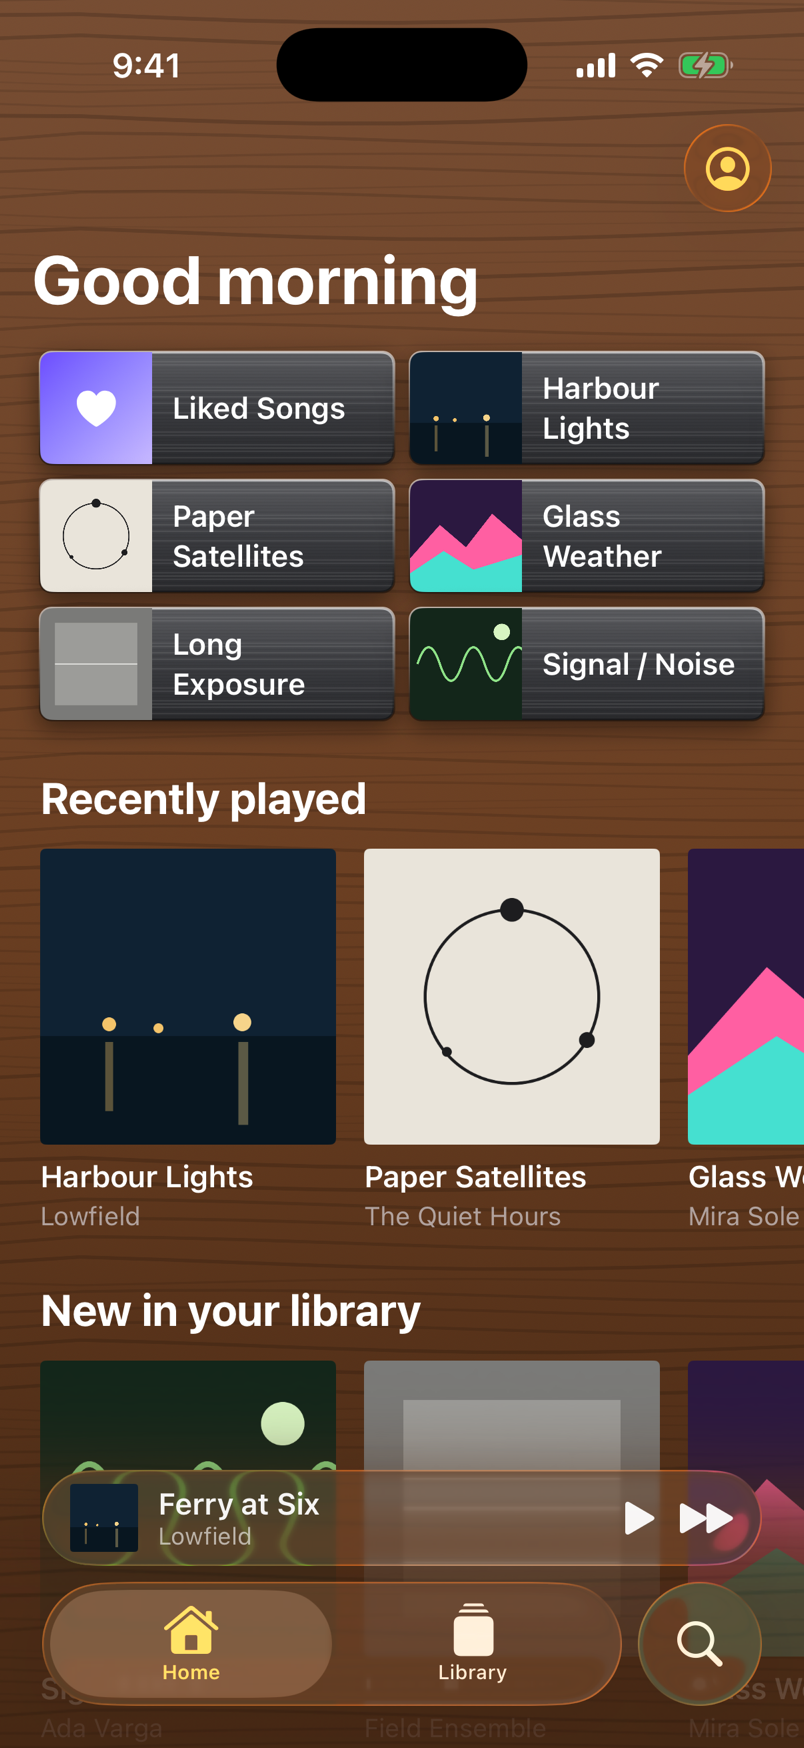 9:41
Good morning
Liked Songs
Harbour
Lights
Paper
Satellites
Glass
Weather
Long
Exposure
Signal / Noise
Recently played
Harbour Lights
Lowfield
Paper Satellites
The Quiet Hours
Glass
Mira Sole
New in your library
Ferry at Six
Lowfield
Home
Library
Ada Varga
Field Ensemble
Mira Sole